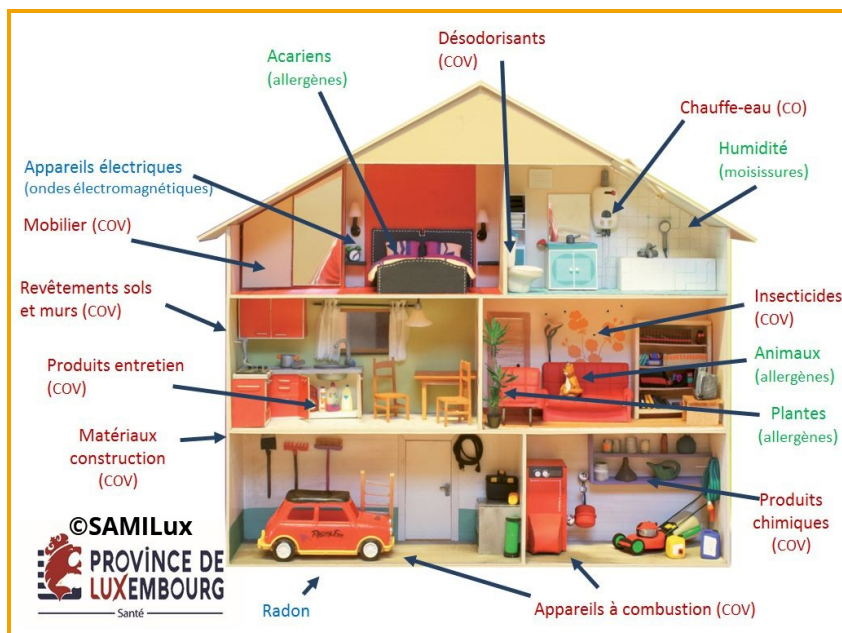 Désodorisants
(COV)
Acariens
(allergènes)
Chauffe-eau (CO)
Humidité
(moisissures)
Appareils électriques
(ondes électromagnétiques)
Mobilier (COV)
Revêtements sols
et murs (COV)
Insecticides
(COV)
Produits entretien
(COV)
Animaux
(allergènes)
Plantes
(allergènes)
Matériaux
construction
(COV)
Produits
chimiques
(COV)
©SAMILux
PROVINCE DE
LUXEMBOURG
Santé
Radon
Appareils à combustion (COV)